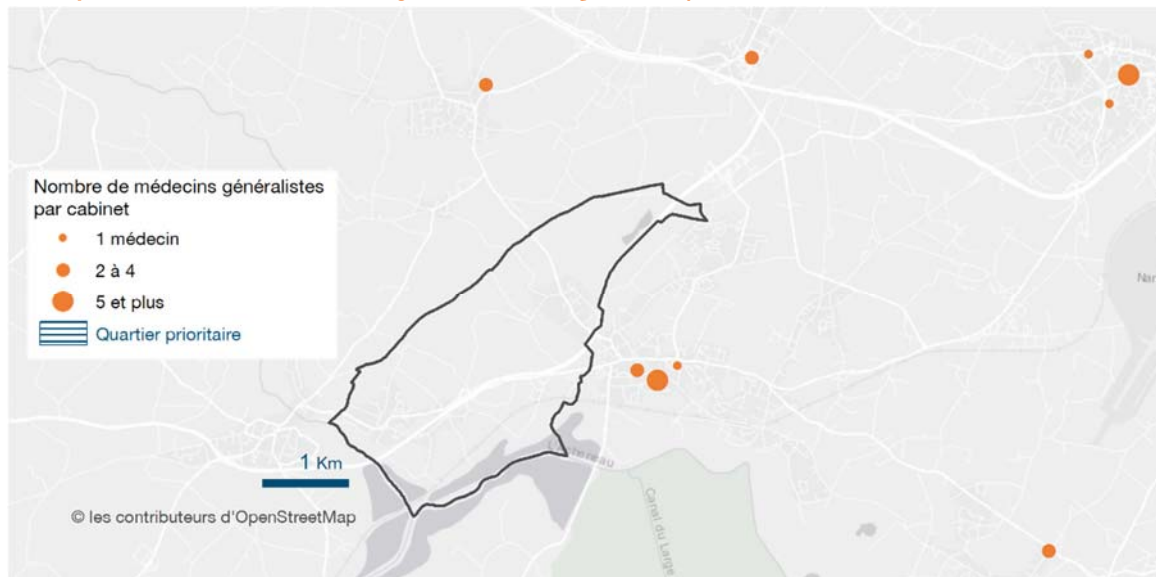 Nombre de médecins généralistes
par cabinet
1 médecin
2 à 4
5 et plus
Quartier prioritaire
1 Km
© les contributeurs d'OpenStreetMap
Canal du Large